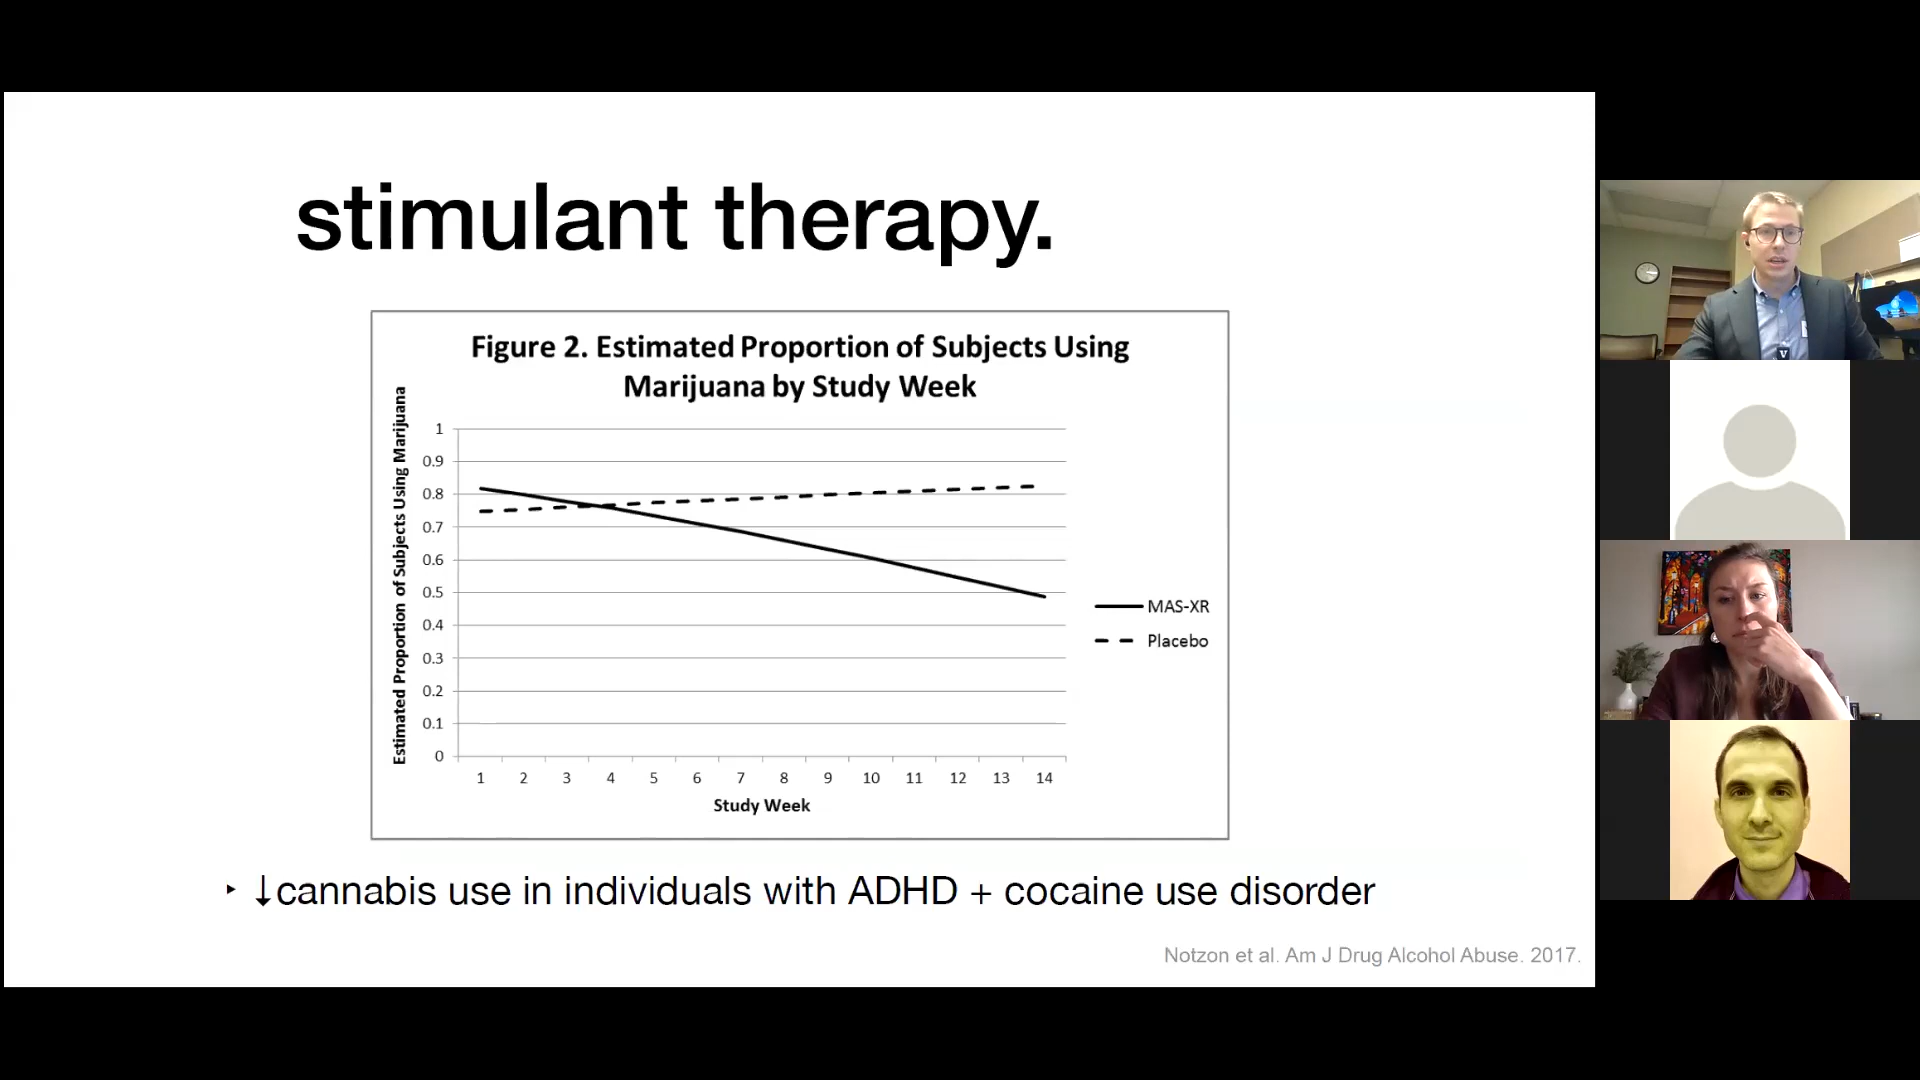 stimulant therapy.
Figure 2. Estimated Proportion of Subjects Using
Marijuana by Study Week
Estimated Proportion of Subjects Using Marijuana
1
0.9
0.8
0.7
0.6
0.5
0.4
0.3
0.2
0.1
0
1 2 3 4 5 6 7 8 9 10 11 12 13 14
Study Week
MAS-XR
Placebo
‣ ↓cannabis use in individuals with ADHD + cocaine use disorder
Notzon et al. Am J Drug Alcohol Abuse. 2017.
V